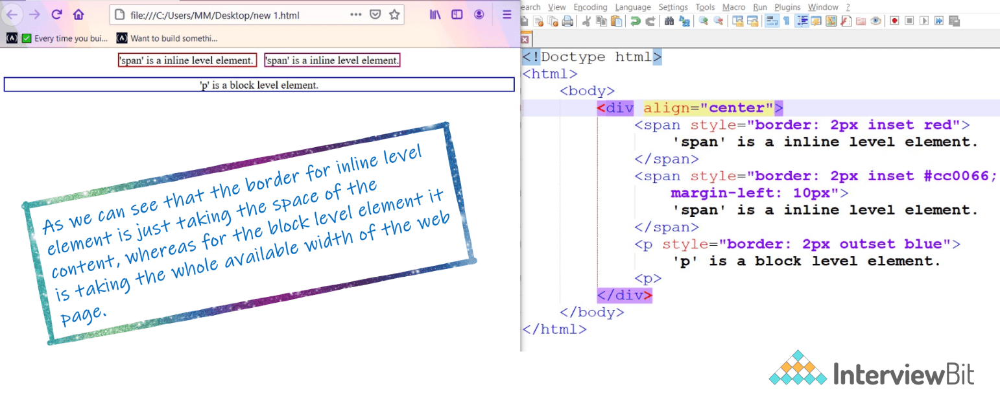 file:///C:/Users/MM/Desktop/new 1.html
Every time you bui... Want to build somethi...
'span' is a inline level element. 'span' is a inline level element.
'p' is a block level element.
As we can see that the border for inline level
element is just taking the space of the
content, whereas for the block level element it
is taking the whole available width of the web
page.
earch View Encoding Language Settings Tools Macro Run Plugins Window ?
<!Doctype html>
<html>
<body>
<div align="center">
<span style="border: 2px inset red">
'span' is a inline level element.
</span>
<span style="border: 2px inset #cc0066;
margin-left: 10px">
'span' is a inline level element.
</span>
<p style="border: 2px outset blue">
'p' is a block level element.
<p>
</div>
</body>
</html>
InterviewBit